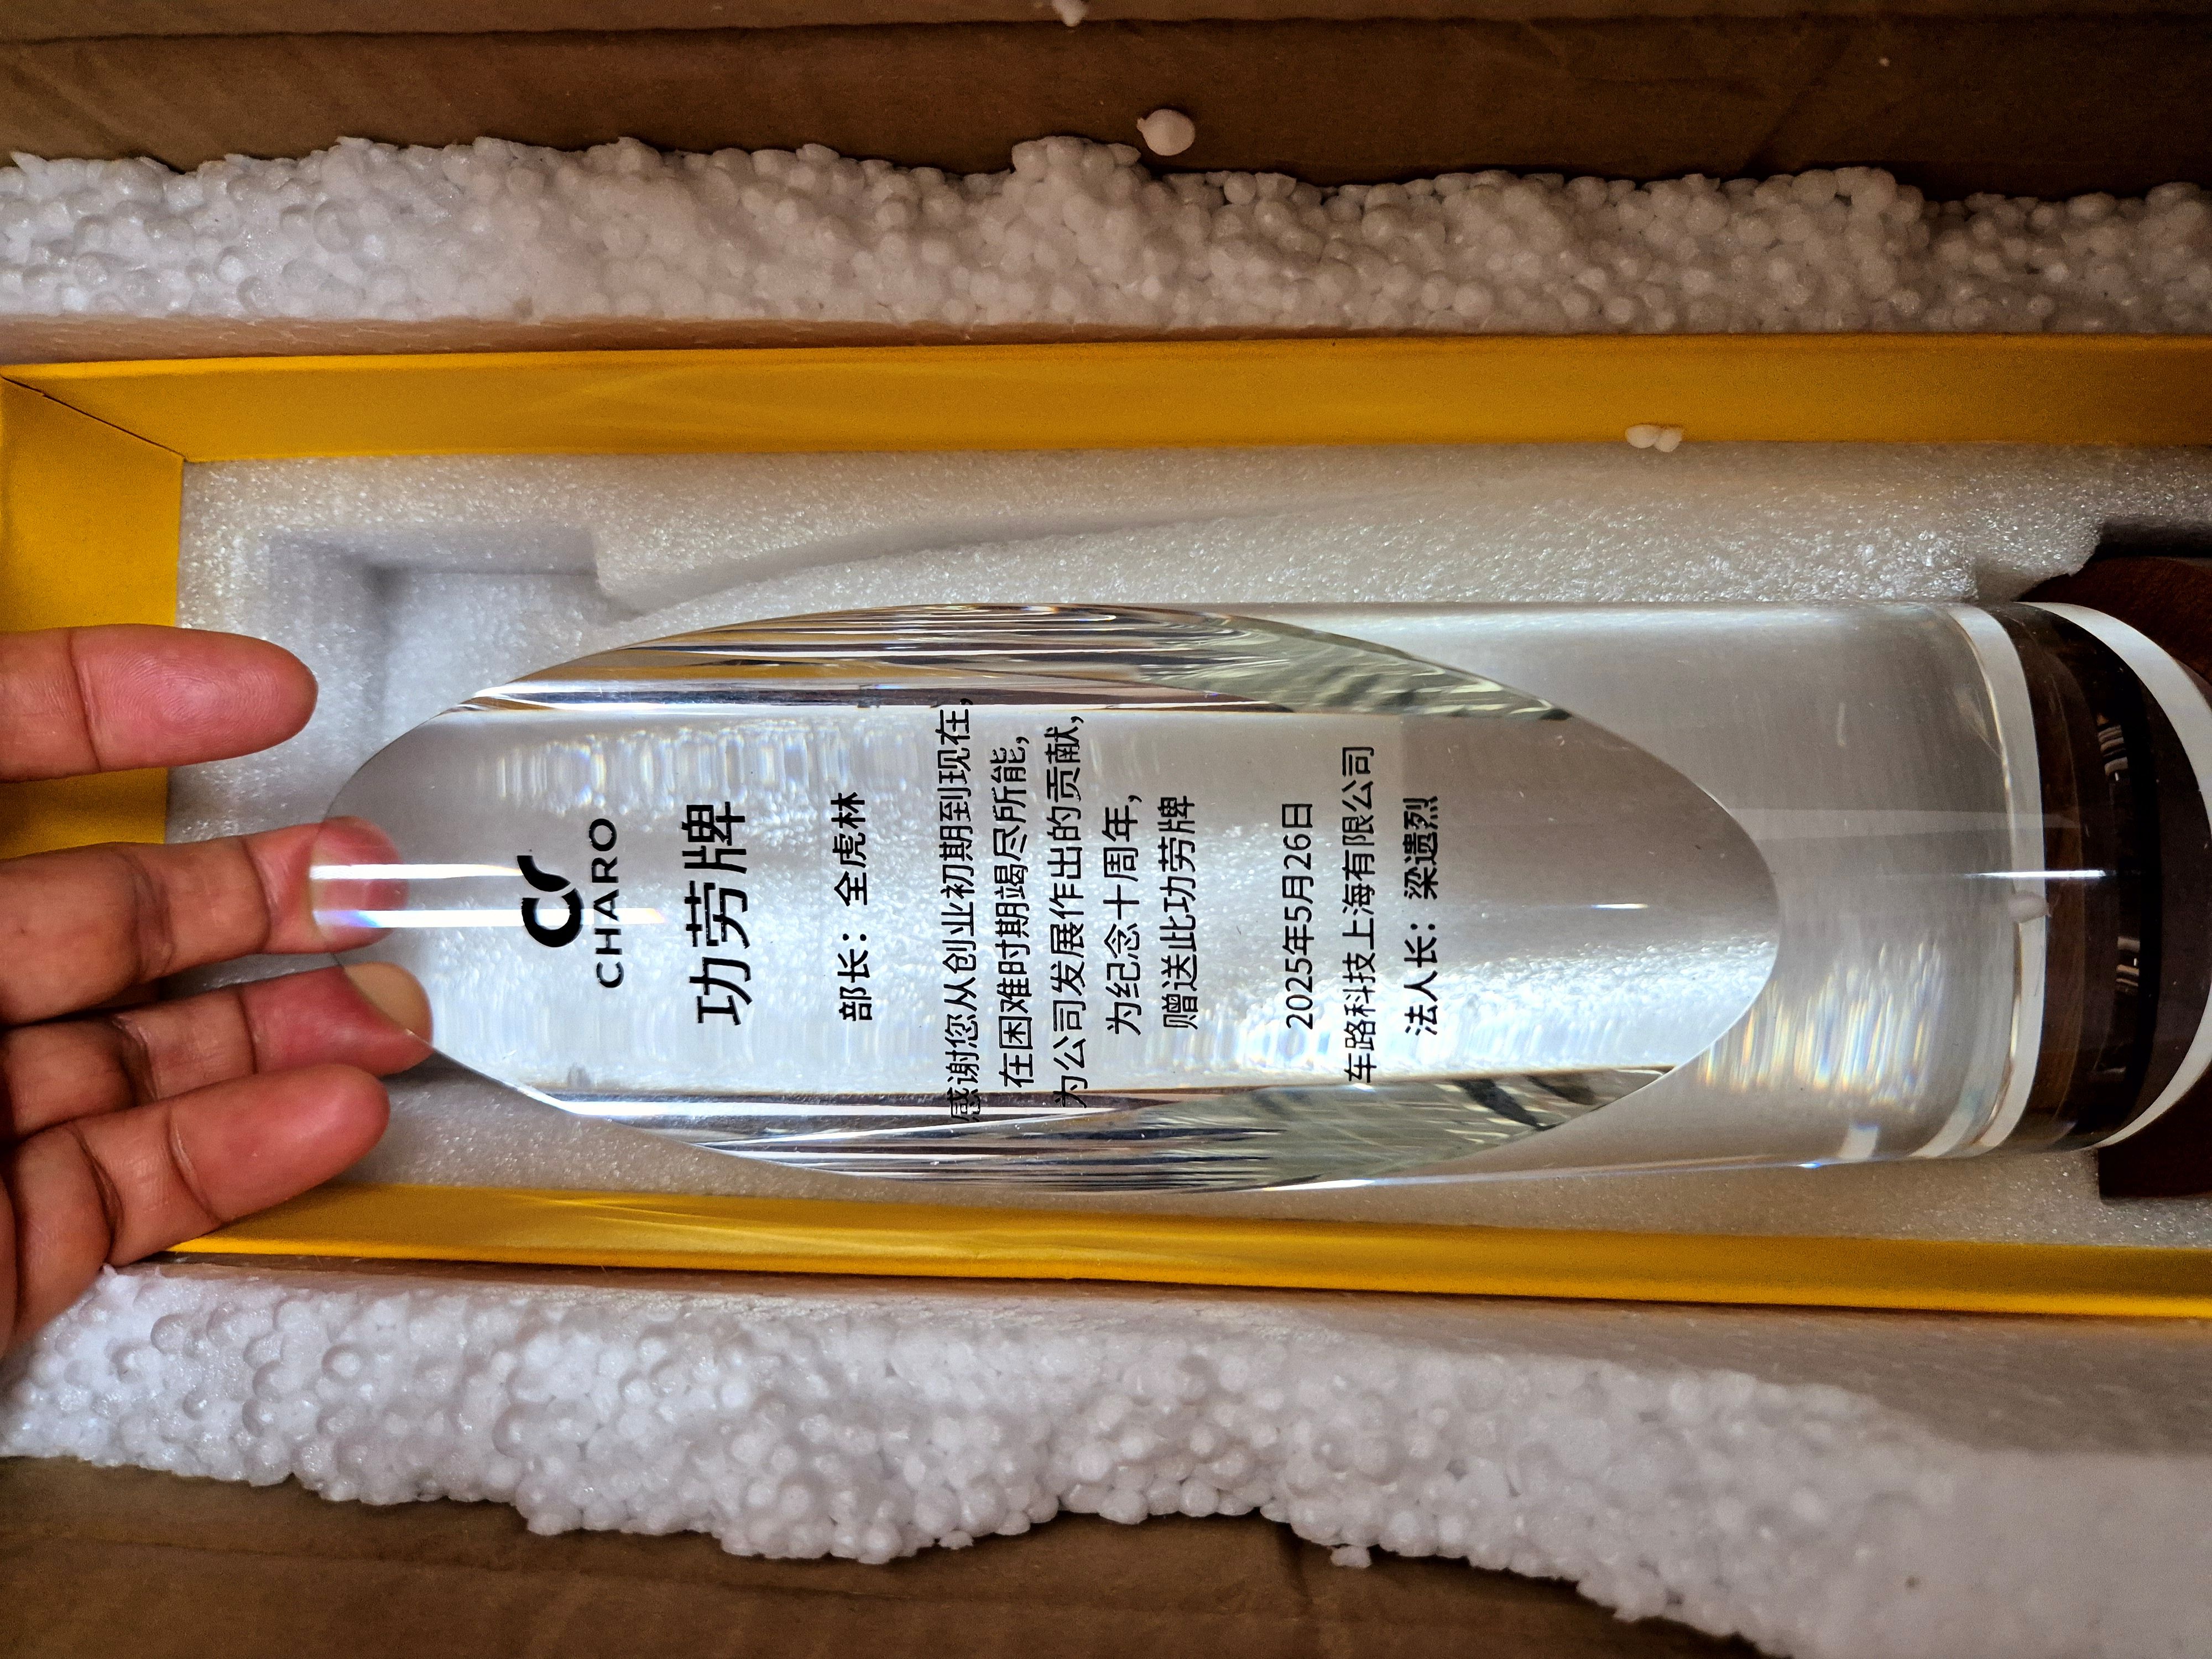 CHARO
功劳牌
部长：全虎林
感谢您从创业初期到现在，
在困难时期竭尽所能，
为公司发展作出的贡献，
为纪念十周年，
赠送此功劳牌
2025年5月26日
车路科技上海有限公司
法人长：梁遗烈